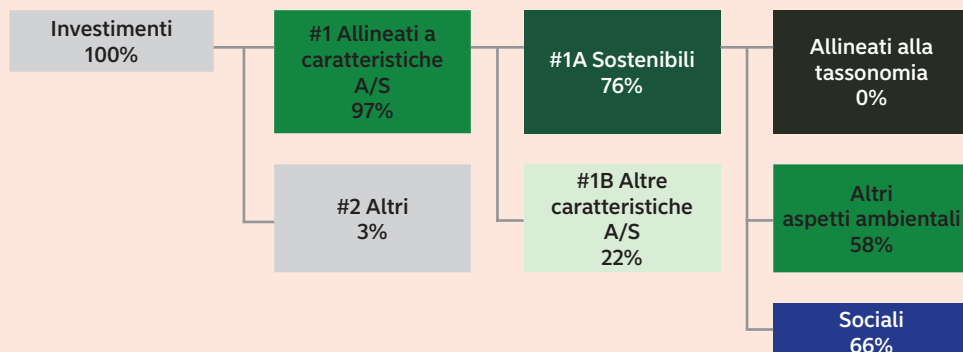 Investimenti
100%
#1 Allineati a
caratteristiche
A/S
97%
#1A Sostenibili
76%
Allineati alla
tassonomia
0%
#2 Altri
3%
#1B Altre
caratteristiche
A/S
22%
Altri
aspetti ambientali
58%
Sociali
66%